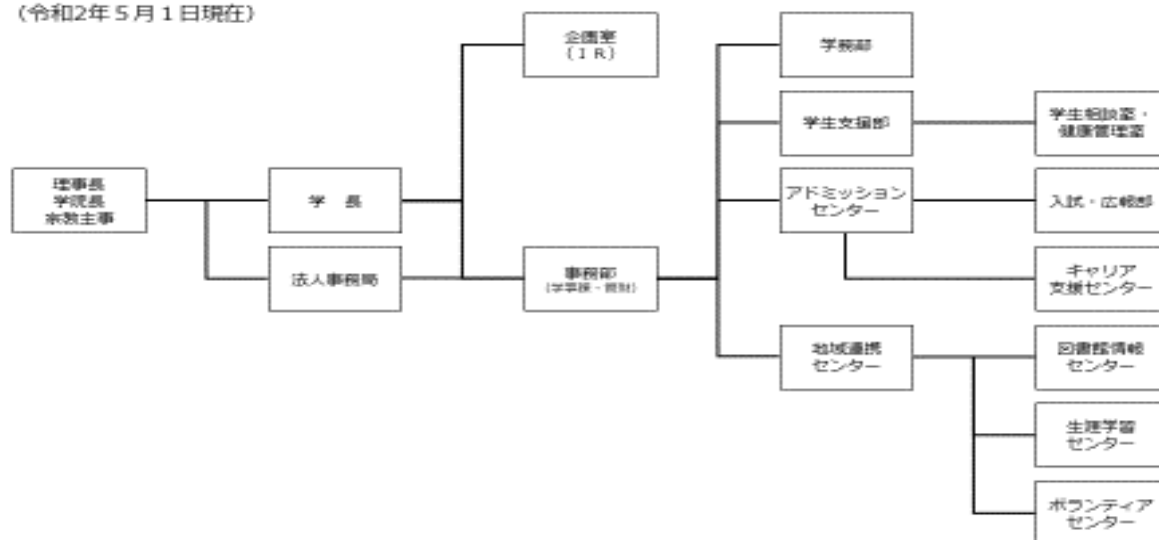 （令和2年５月１日現在）
企画室
（ＩＲ）
学務部
学生支援部
学生相談室・
健康管理室
理事長
学院長
宗教主事
学　長
アドミッション
センター
入試・広報部
法人事務局
事務部
（学事課・管財）
キャリア
支援センター
地域連携
センター
図書館情報
センター
生涯学習
センター
ボランティア
センター